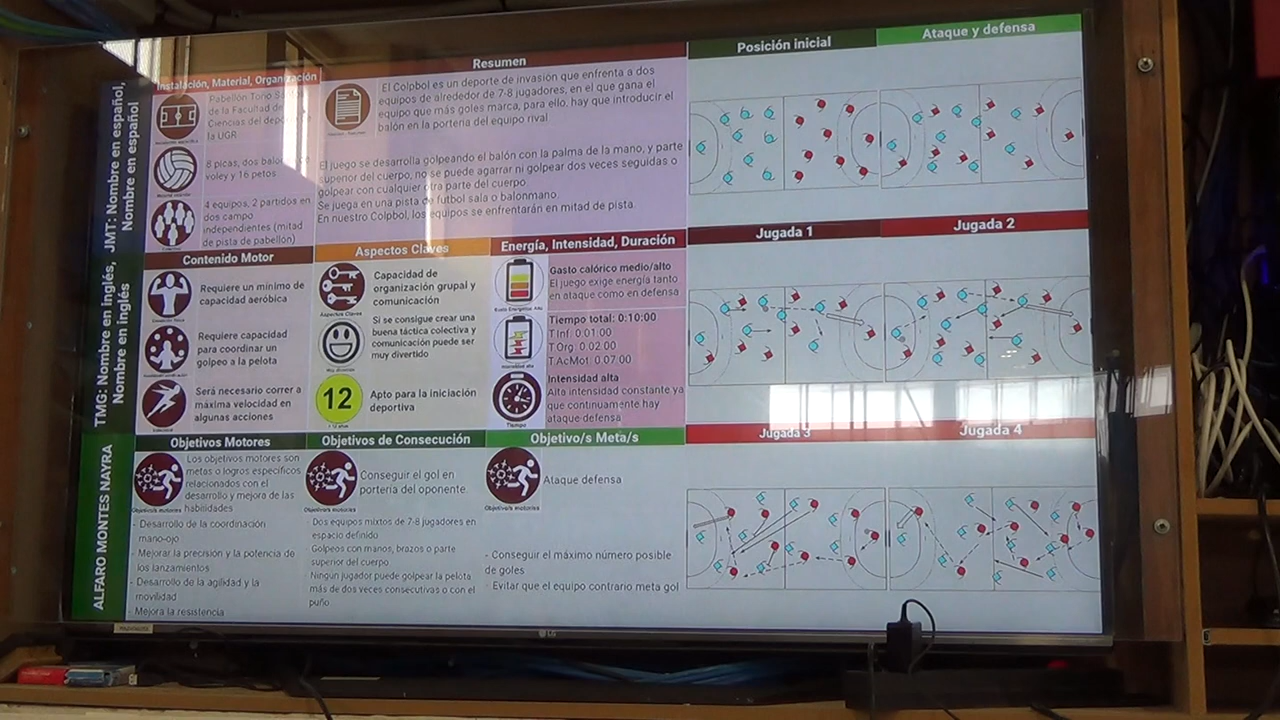 JMT: Nombre en español,
Nombre en español
TMG: Nombre en inglés,
Nombre en inglés
ALFARO MONTES NAYRA
Instalación, Material, Organización
Pabellón Toño
de la Facultad de
Ciencias del deporte
la UGR
8 picas, dos balones
voley y 16 petos
4 equipos, 2 partidos en
dos campo
independientes (mitad
de pista de pabellón)
Resumen
El Colpbol es un deporte de invasión que enfrenta a dos
equipos de alrededor de 7-8 jugadores, en el que gana el
equipo que más goles marca, para ello, hay que introducir el
balón en la portería del equipo rival
El juego se desarrolla golpeando el balón con la palma de la mano, y parte
superior del cuerpo, no se puede agarrar ni golpear dos veces seguidas o
golpear con cualquier otra parte del cuerpo.
Se juega en una pista de futbol sala o balonmano
En nuestro Colpbol, los equipos se enfrentarán en mitad de pista.
Contenido Motor
Requiere un mínimo de
capacidad aeróbica
Requiere capacidad
para coordinar un
golpeo a la pelota
Será necesario correr a
máxima velocidad en
algunas acciones
Aspectos Claves
Capacidad de
organización grupal y
comunicación
Aspectos Claves
Si se consigue crear una
buena táctica colectiva y
comunicación puede ser
muy divertido
12
Apto para la iniciación
deportiva
Energía, Intensidad, Duración
Gasto calórico medio/alto
El juego exige energía tanto
en ataque como en defensa
Tiempo total: 0:10:00
T.Inf. 0:01:00
T.Org. 0:02:00
T.AcMot. 0:07:00
Intensidad alta
Alta intensidad constante ya
que continuamente hay
ataque-defensa
Tiempo
Objetivos Motores
Los objetivos motores son
metas o logros específicos
relacionados con el
desarrollo y mejora de las
habilidades
Objetivo/s motor/es
- Desarrollo de la coordinación
mano-ojo
- Mejorar la precisión y la potencia de
los lanzamientos
- Desarrollo de la agilidad y la
movilidad
- Mejora la resistencia
Objetivos de Consecución
Conseguir el gol en
portería del oponente.
Objetivo/s motor/es
Dos equipos mixtos de 7-8 jugadores en
espacio definido
Golpeos con manos, brazos o parte
superior del cuerpo
Ningun jugador puede golpear la pelota
más de dos veces consecutivas o con el
puño
Objetivo/s Meta/s
Ataque defensa
Objetivo/s motor/es
- Conseguir el máximo número posible
de goles
- Evitar que el equipo contrario meta gol
Posición inicial
Ataque y defensa
Jugada 1
Jugada 2
Jugada 3
Jugada 4
LG